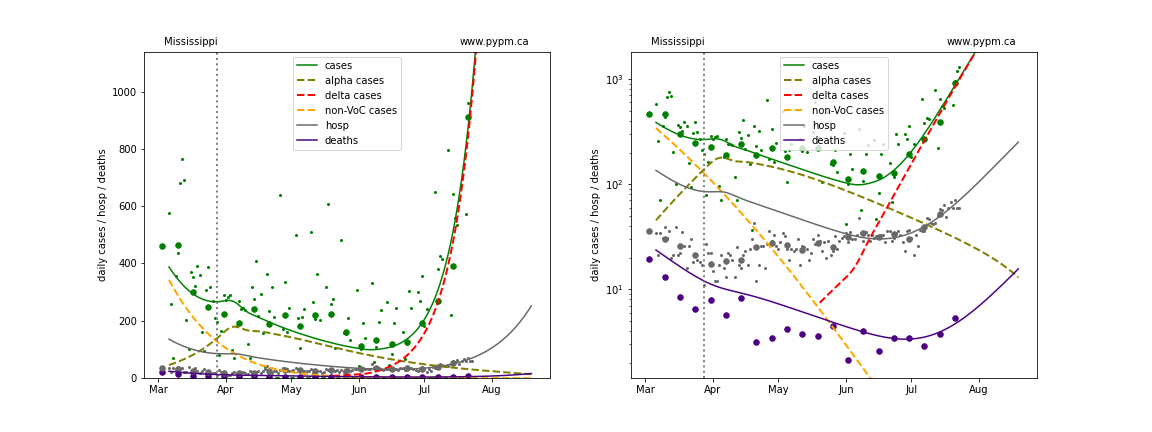 Mississippi www.pypm.ca
daily cases / hosp / deaths
1000
800
600
400
200
0
Mar Apr May Jun Jul Aug
cases
alpha cases
delta cases
non-VoC cases
hosp
deaths
Mississippi www.pypm.ca
daily cases / hosp / deaths
10³
10²
10¹
Mar Apr May Jun Jul Aug
cases
alpha cases
delta cases
non-VoC cases
hosp
deaths